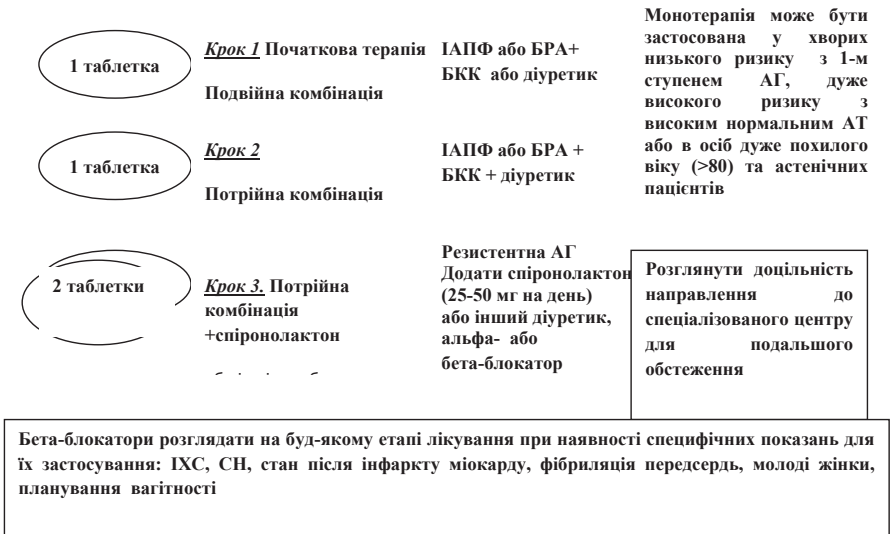 1 таблетка
Крок 1 Початкова терапія
Подвійна комбінація
ІАПФ або БРА+
БКК або діуретик
Монотерапія може бути
застосована у хворих
низького ризику з 1-м
ступенем АГ, дуже
високого ризику з
високим нормальним АТ
або в осіб дуже похилого
віку (>80) та астенічних
пацієнтів
1 таблетка
Крок 2
Потрійна комбінація
ІАПФ або БРА +
БКК + діуретик
2 таблетки
Крок 3. Потрійна
комбінація
+спіронолактон
Резистентна АГ
Додати спіронолактон
(25-50 мг на день)
або інший діуретик,
альфа- або
бета-блокатор
Розглянути доцільність
направлення до
спеціалізованого центру
для подальшого
обстеження
Бета-блокатори розглядати на буд-якому етапі лікування при наявності специфічних показань для
їх застосування: ІХС, СН, стан після інфаркту міокарду, фібриляція передсердь, молоді жінки,
планування вагітності